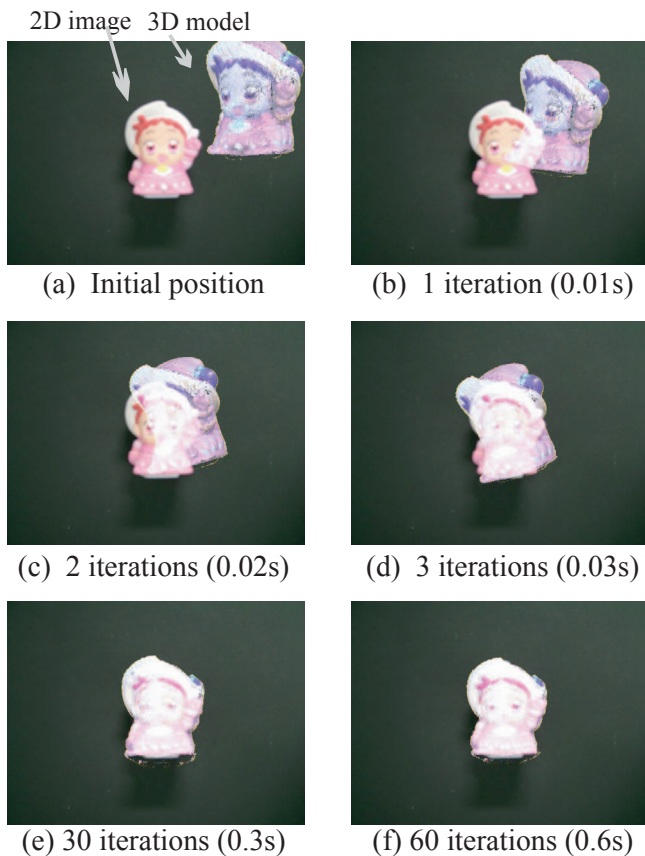 2D image 3D model
(a) Initial position
(b) 1 iteration (0.01s)
(c) 2 iterations (0.02s)
(d) 3 iterations (0.03s)
(e) 30 iterations (0.3s)
(f) 60 iterations (0.6s)